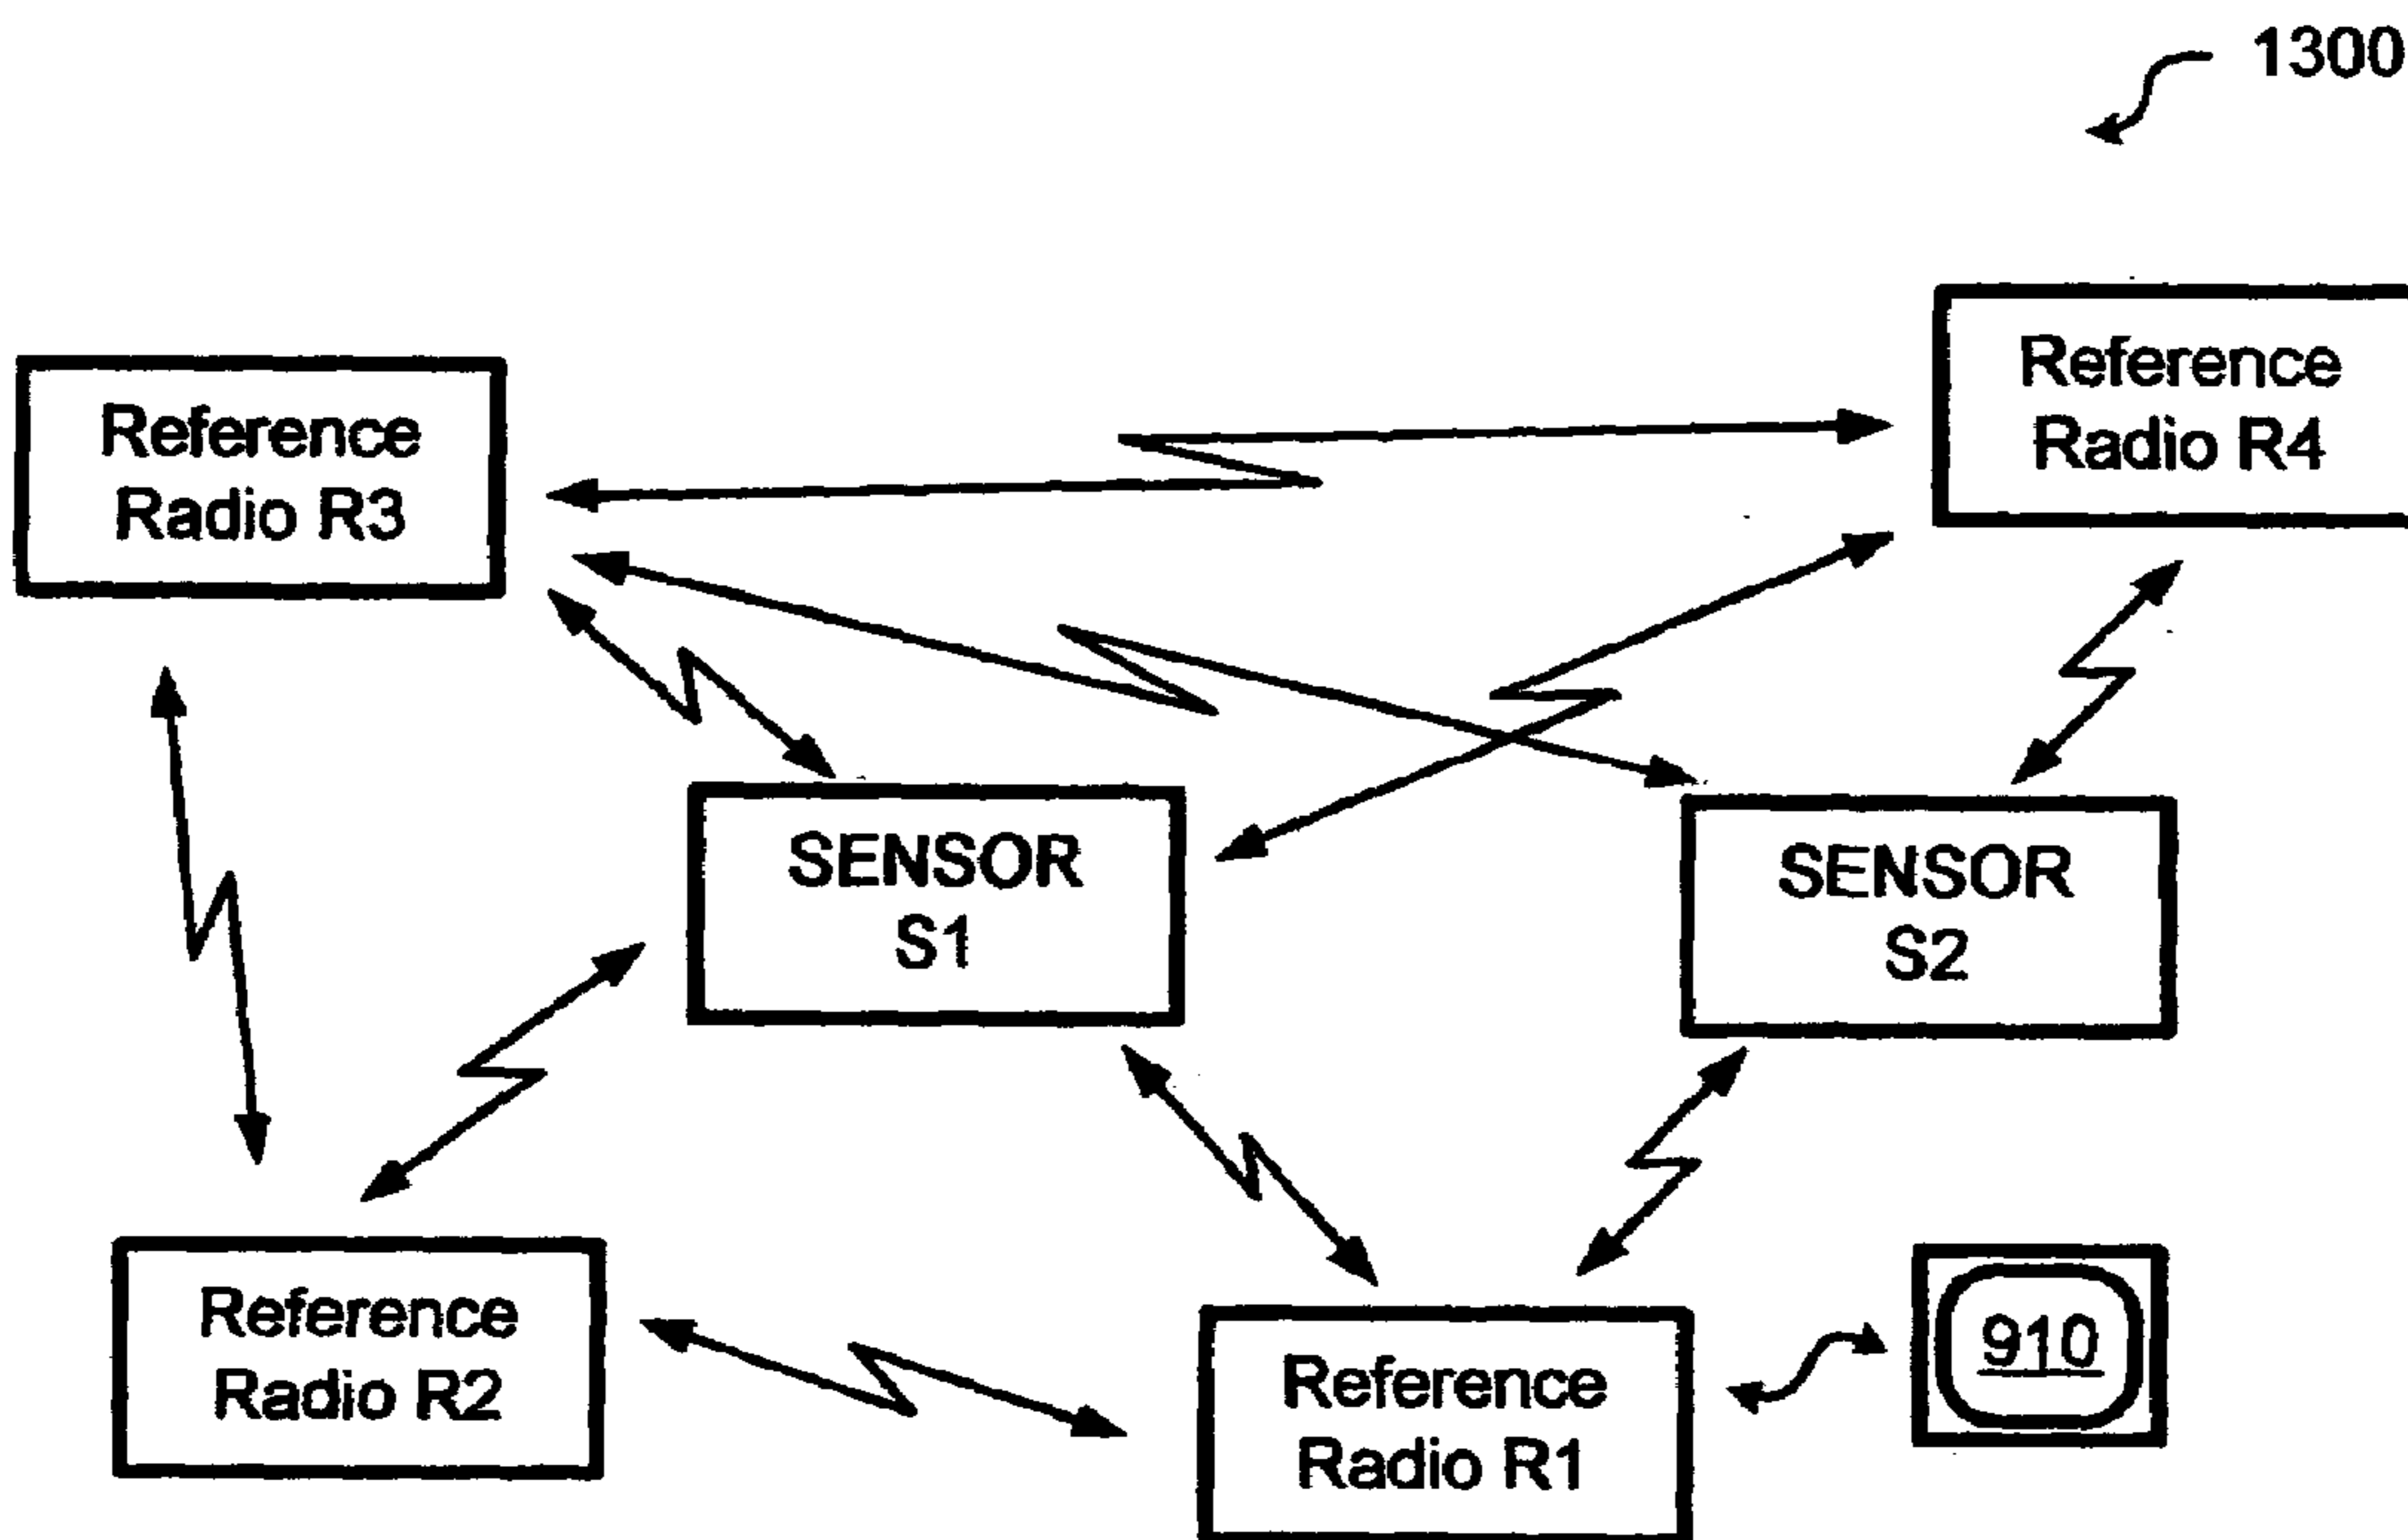 1300
Reference
Radio R4
Reference
Radio R3
SENSOR
S1
SENSOR
S2
Reference
Radio R2
Reference
Radio R1
910